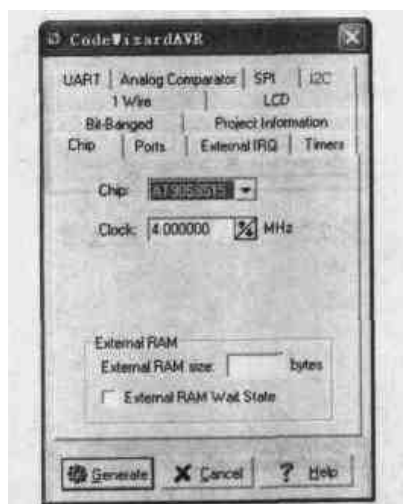 CodeWizardAVR
UART Analog Comparator SPI I2C
1 Wire LCD
Bit-Banged Project Information
Chip Ports External IRQ Timers
Chip: AT90S8515
Clock: 4.000000 MHz
External RAM
External RAM size: bytes
External RAM Wait State
Generate Cancel ? Help